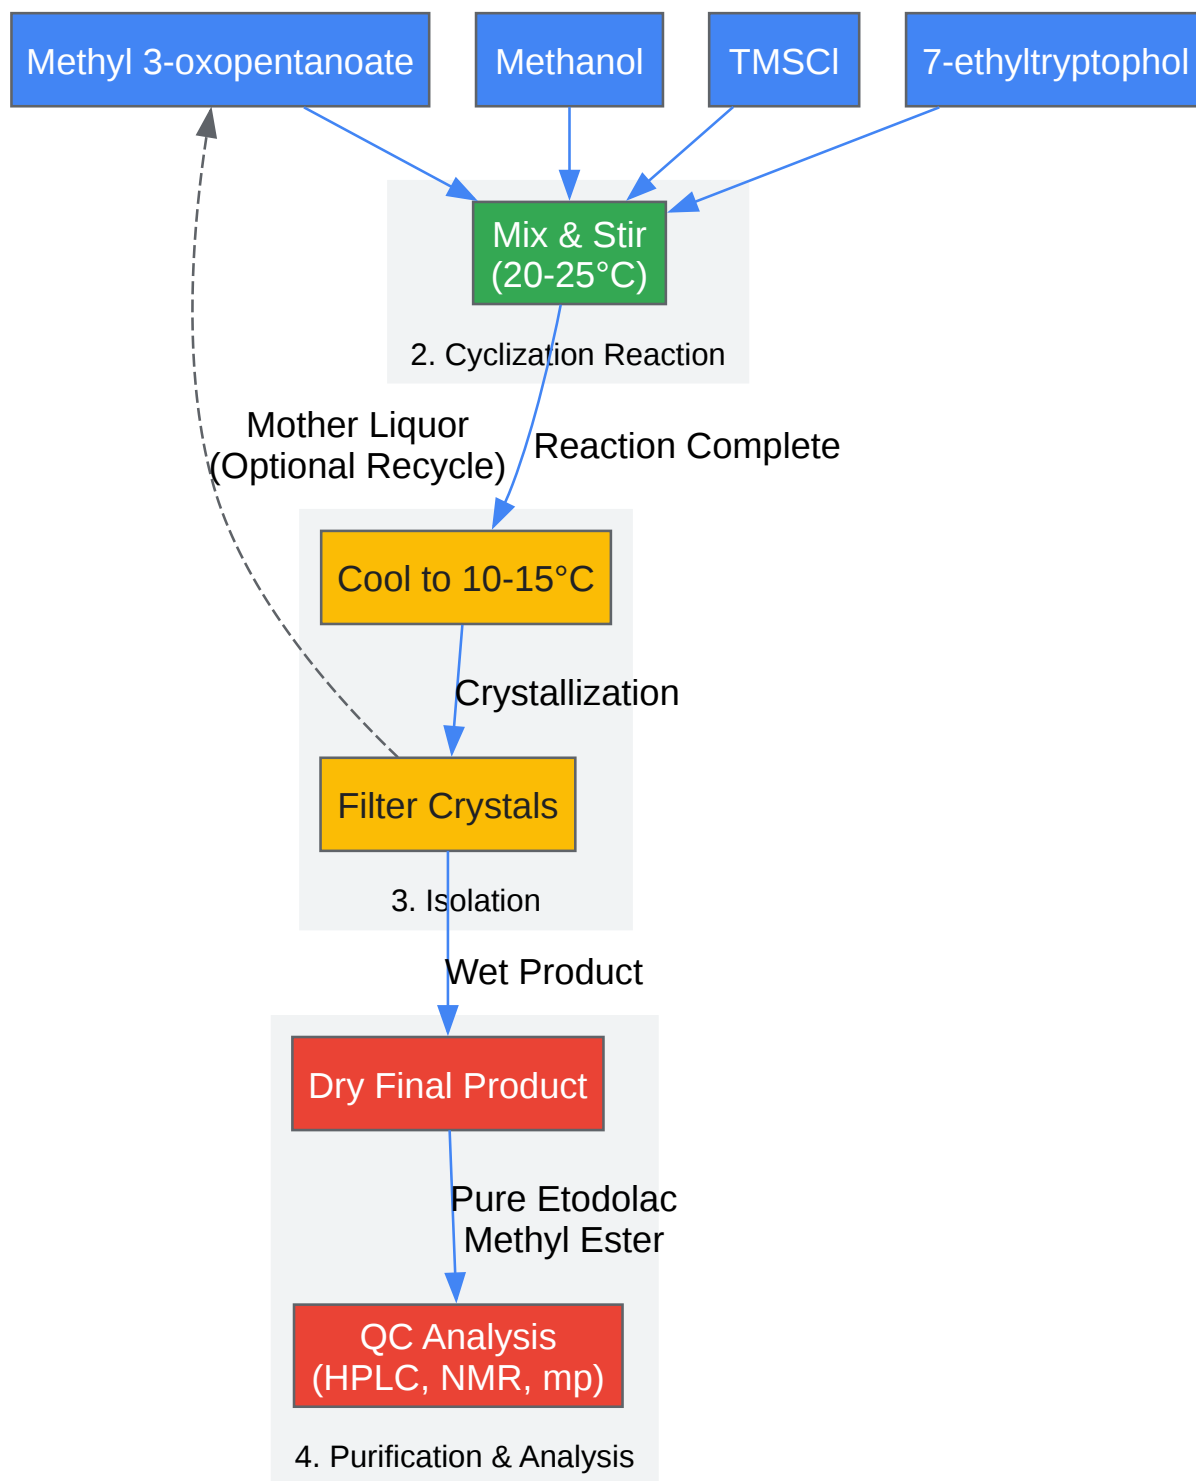 Methyl 3-oxopentanoate
Methanol
TMSCl
7-ethyltryptophol
Mix & Stir
(20-25°C)
2. Cyclization Reaction
Mother Liquor
(Optional Recycle)
Reaction Complete
Cool to 10-15°C
Crystallization
Filter Crystals
3. Isolation
Wet Product
Dry Final Product
Pure Etodolac
Methyl Ester
QC Analysis
(HPLC, NMR, mp)
4. Purification & Analysis